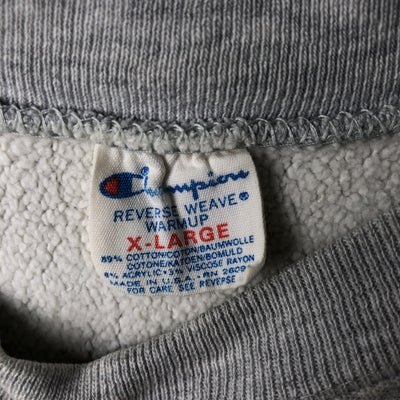 Champion
REVERSE WEAVE®
WARMUP
X-LARGE
89% COTTON/COTON/BAUMWOLLE
COTONE/KATOEN/BOMULD
8% ACRYLIC•3% VISCOSE RAYON
MADE IN U.S.A.•RN 26094
FOR CARE SEE REVERSE